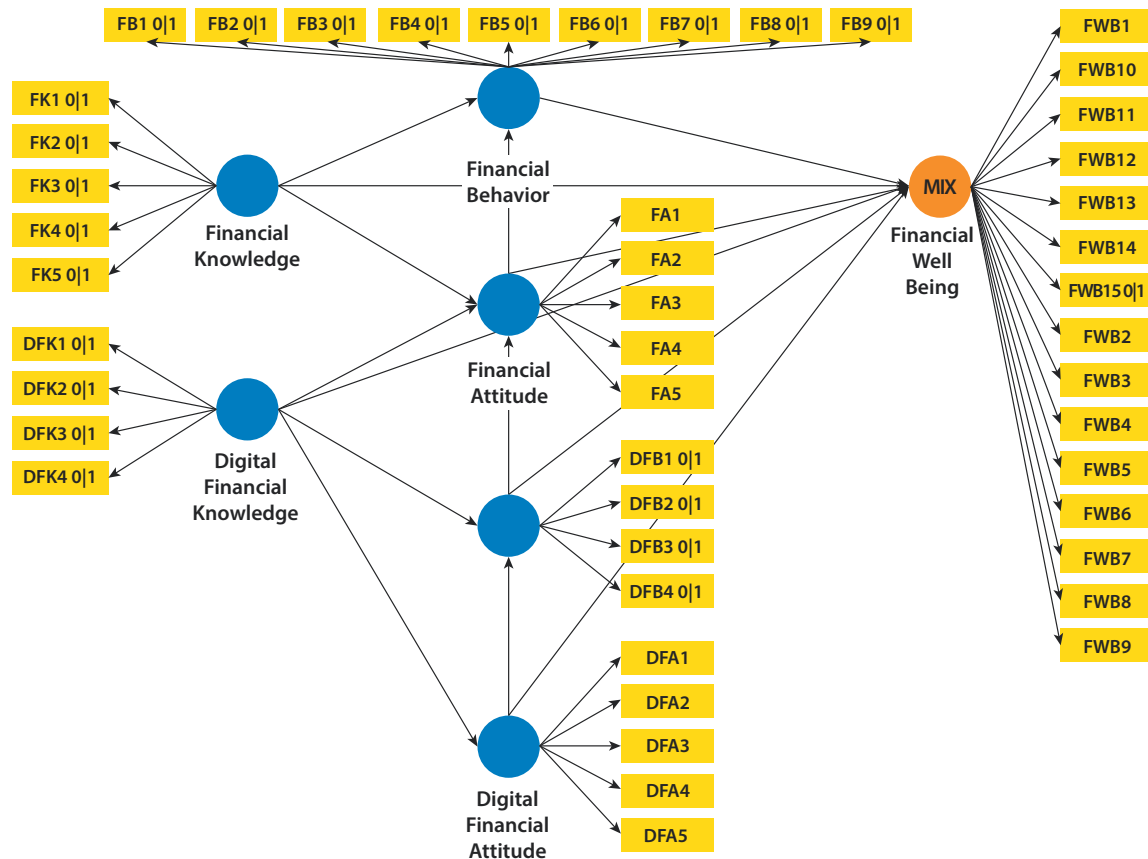 FB1 0|1
FB2 0|1
FB3 0|1
FB4 0|1
FB5 0|1
FB6 0|1
FB7 0|1
FB8 0|1
FB9 0|1
FK1 0|1
FK2 0|1
FK3 0|1
FK4 0|1
FK5 0|1
Financial
Knowledge
Financial
Behavior
MIX
Financial
Well
Being
FWB1
FWB10
FWB11
FWB12
FWB13
FWB14
FWB15 0|1
FWB2
FWB3
FWB4
FWB5
FWB6
FWB7
FWB8
FWB9
FA1
FA2
FA3
FA4
FA5
Financial
Attitude
DFK1 0|1
DFK2 0|1
DFK3 0|1
DFK4 0|1
Digital
Financial
Knowledge
DFB1 0|1
DFB2 0|1
DFB3 0|1
DFB4 0|1
DFA1
DFA2
DFA3
DFA4
DFA5
Digital
Financial
Attitude